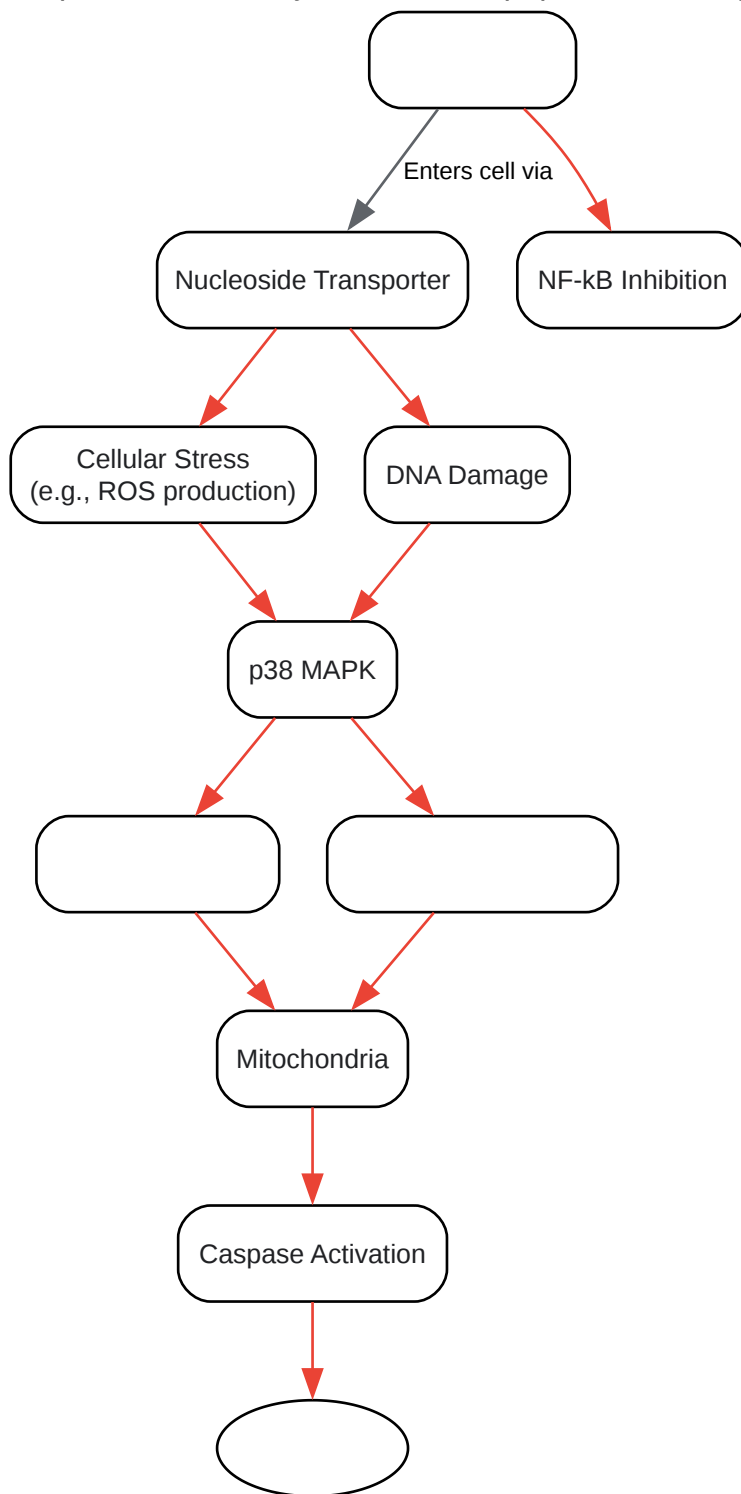 Enters cell via
Nucleoside Transporter
NF-kB Inhibition
Cellular Stress
(e.g., ROS production)
DNA Damage
p38 MAPK
Mitochondria
Caspase Activation